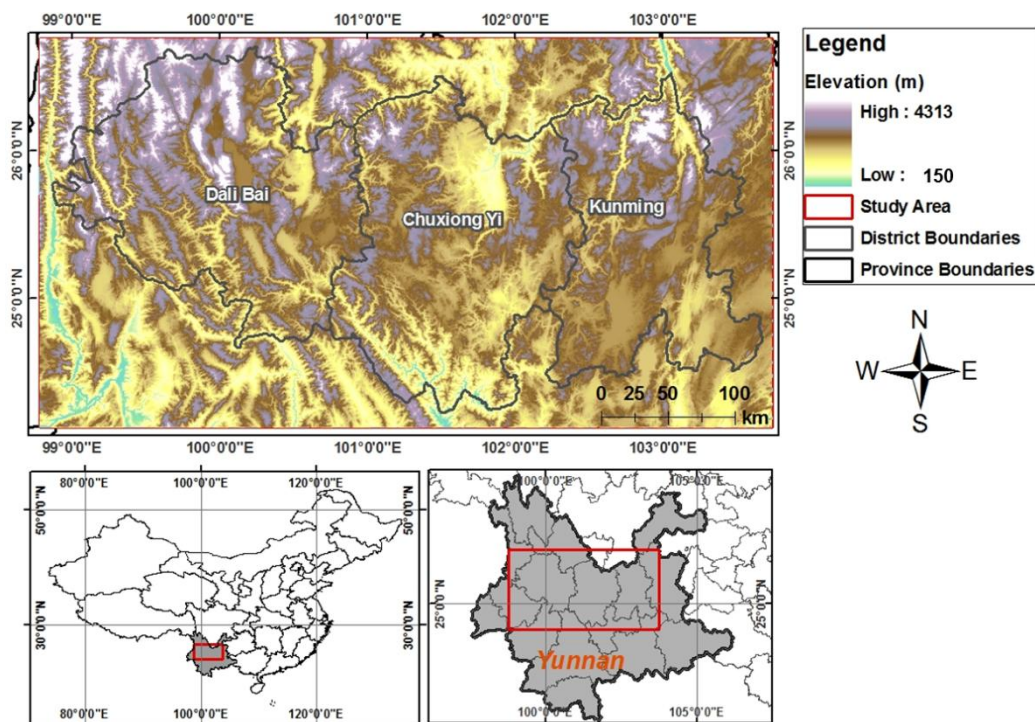 99°0'0"E 100°0'0"E 101°0'0"E 102°0'0"E 103°0'0"E
26°0'0"N
25°0'0"N
Dali Bai
Chuxiong Yi
Kunming
26°0'0"N
25°0'0"N
0 25 50 100
km
99°0'0"E 100°0'0"E 101°0'0"E 102°0'0"E 103°0'0"E
Legend
Elevation (m)
High : 4313
Low : 150
Study Area
District Boundaries
Province Boundaries
N
W E
S
80°0'0"E 100°0'0"E 120°0'0"E
50°0'0"N
30°0'0"N
50°0'0"N
30°0'0"N
80°0'0"E 100°0'0"E 120°0'0"E
100°0'0"E 105°0'0"E
25°0'0"N
25°0'0"N
Yunnan
100°0'0"E 105°0'0"E